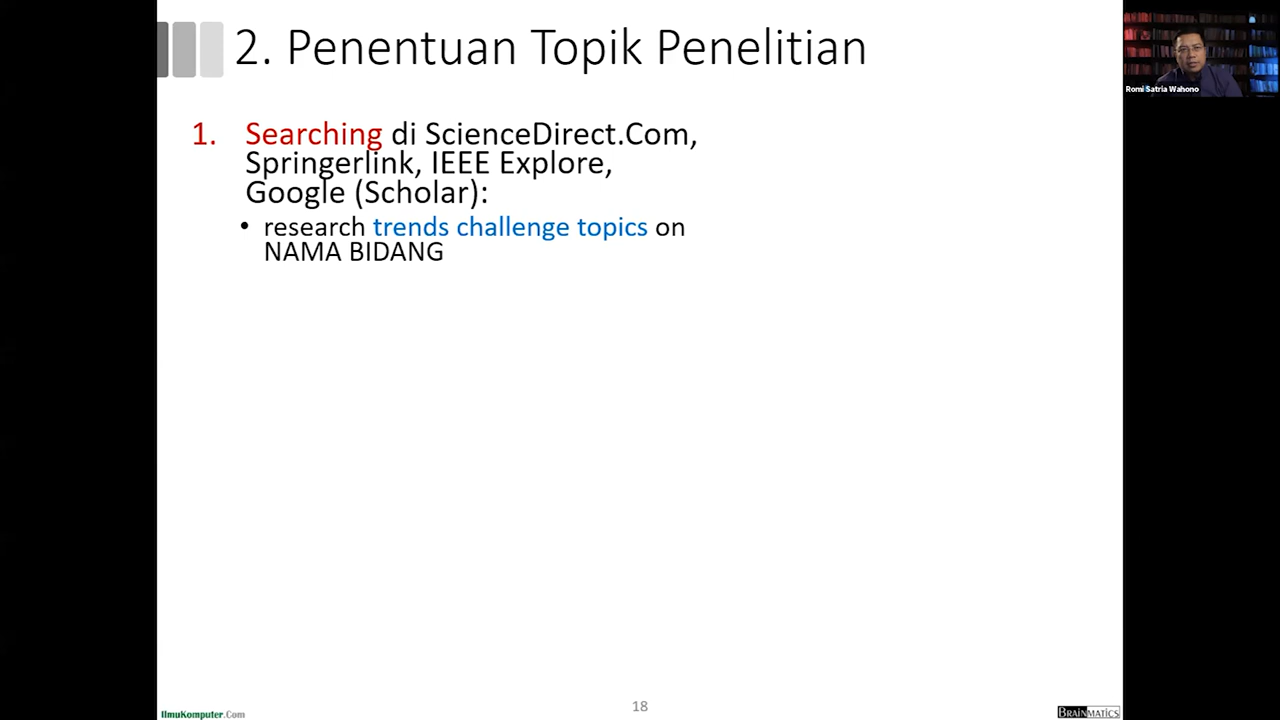 2. Penentuan Topik Penelitian
Romi Satria Wahono
1. Searching di ScienceDirect.Com,
Springerlink, IEEE Explore,
Google (Scholar):
• research trends challenge topics on
NAMA BIDANG
IlmuKomputer.Com
18
BRAINMATICS